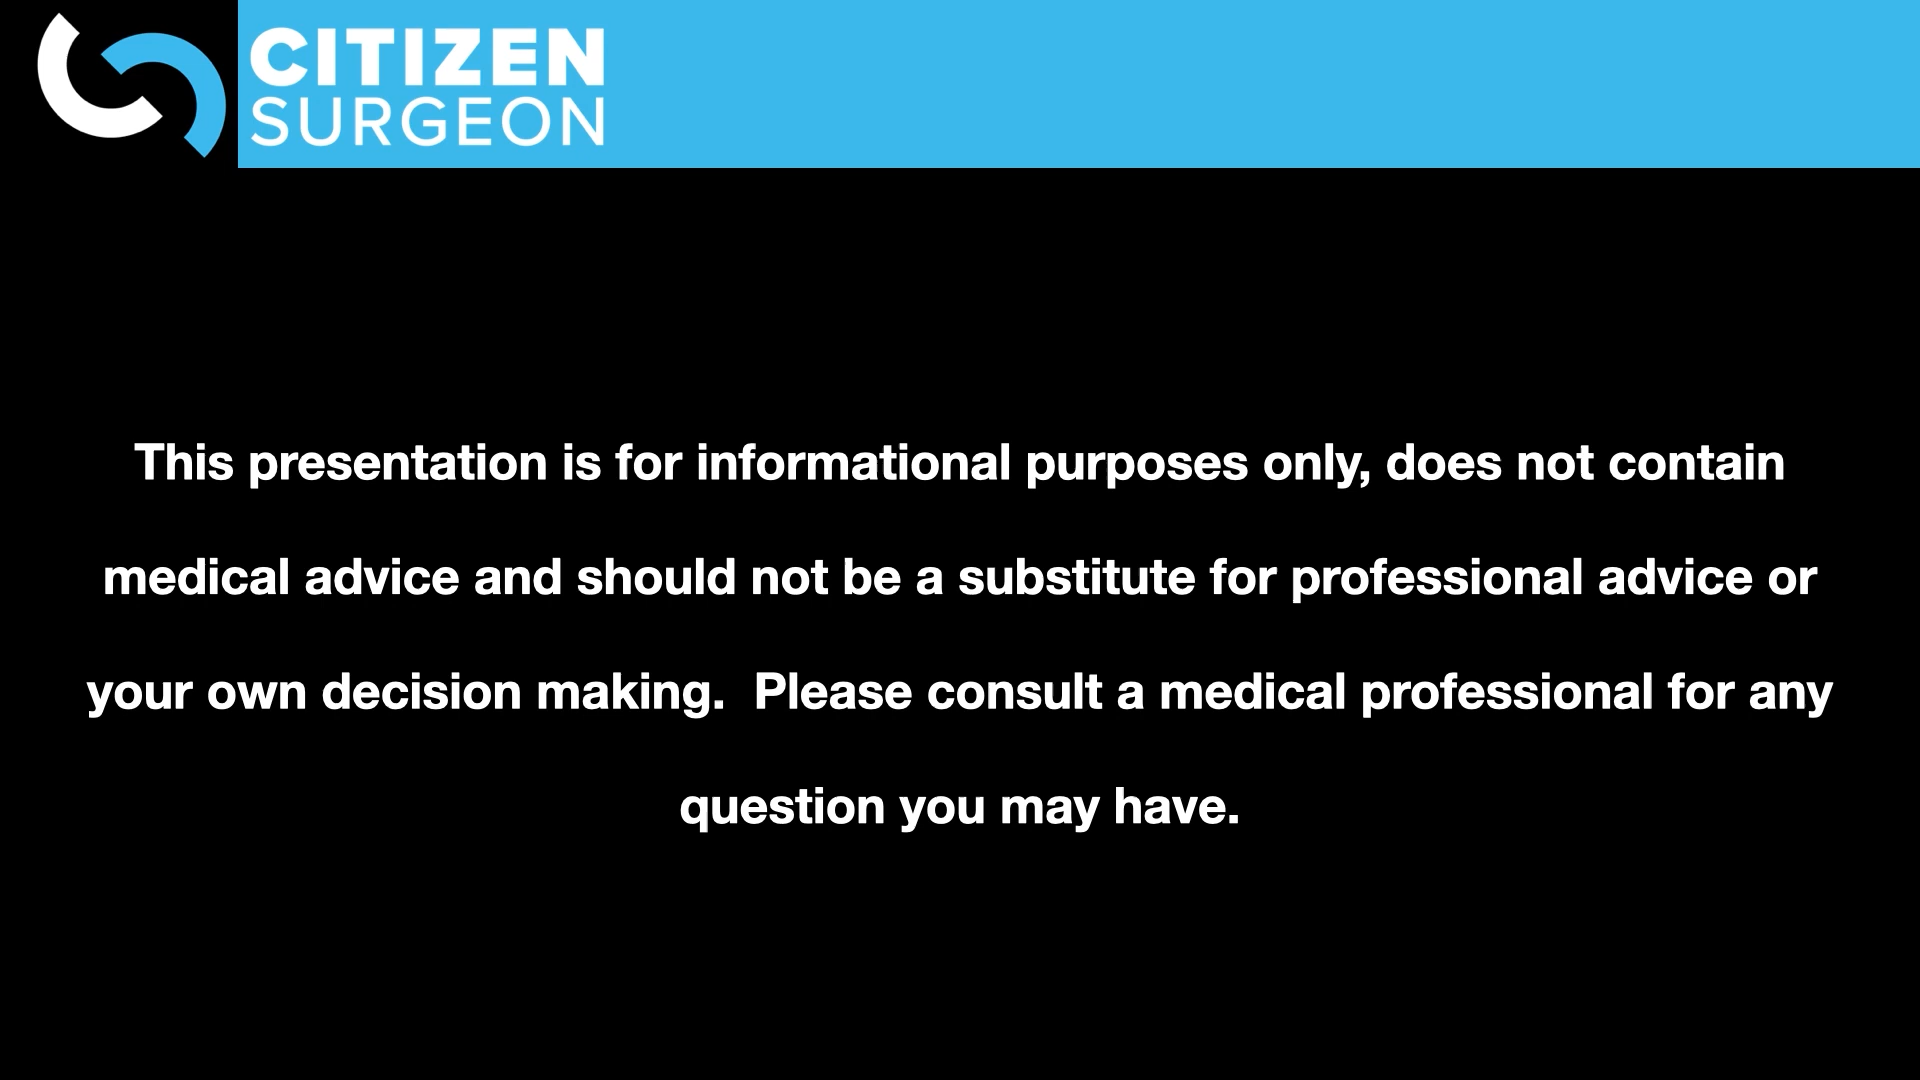 CITIZEN
SURGEON
This presentation is for informational purposes only, does not contain
medical advice and should not be a substitute for professional advice or
your own decision making.  Please consult a medical professional for any
question you may have.